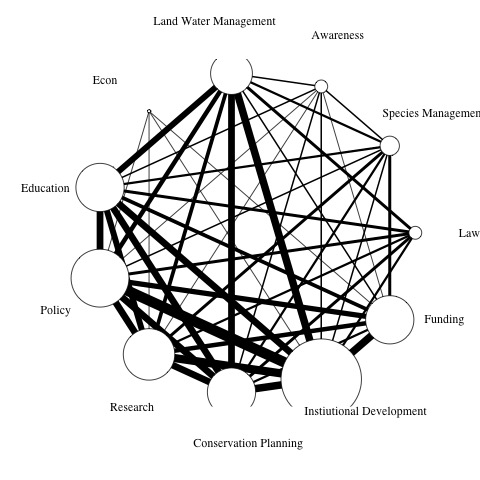 Land Water Management
Awareness
Econ
Species Managemen
Education
Law
Policy
Funding
Research
Instiutional Development
Conservation Planning